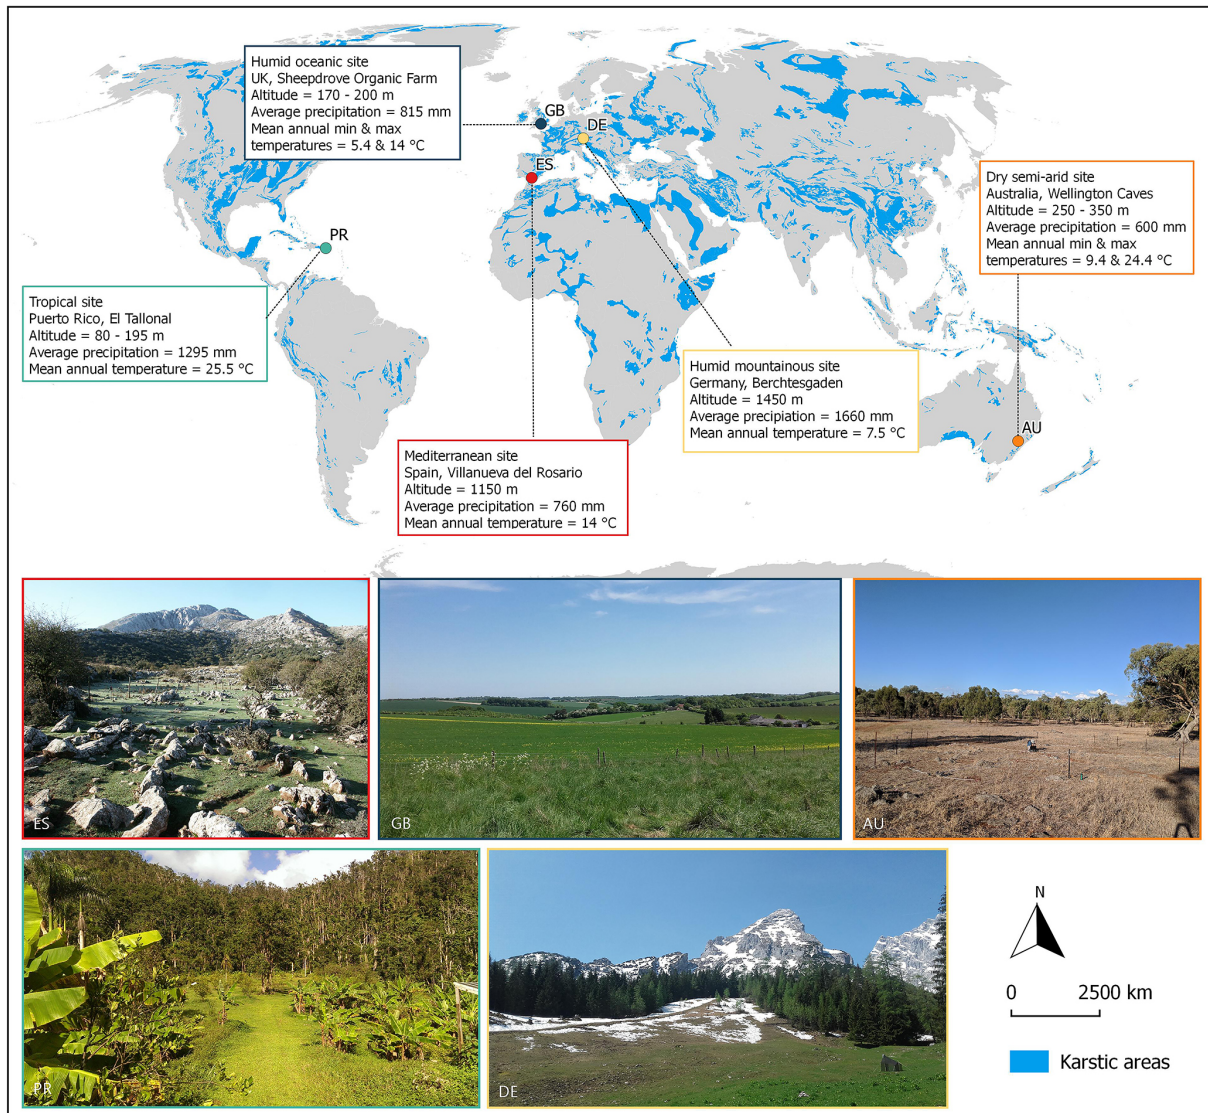 Humid oceanic site
UK, Sheepdrove Organic Farm
Altitude = 170 - 200 m
Average precipitation = 815 mm
Mean annual min & max
temperatures = 5.4 & 14 °C
GB
DE
ES
PR
AU
Dry semi-arid site
Australia, Wellington Caves
Altitude = 250 - 350 m
Average precipitation = 600 mm
Mean annual min & max
temperatures = 9.4 & 24.4 °C
Tropical site
Puerto Rico, El Tallonal
Altitude = 80 - 195 m
Average precipitation = 1295 mm
Mean annual temperature = 25.5 °C
Humid mountainous site
Germany, Berchtesgaden
Altitude = 1450 m
Average precipiation = 1660 mm
Mean annual temperature = 7.5 °C
Mediterranean site
Spain, Villanueva del Rosario
Altitude = 1150 m
Average precipitation = 760 mm
Mean annual temperature = 14 °C
ES
GB
AU
PR
DE
N
0 2500 km
Karstic areas